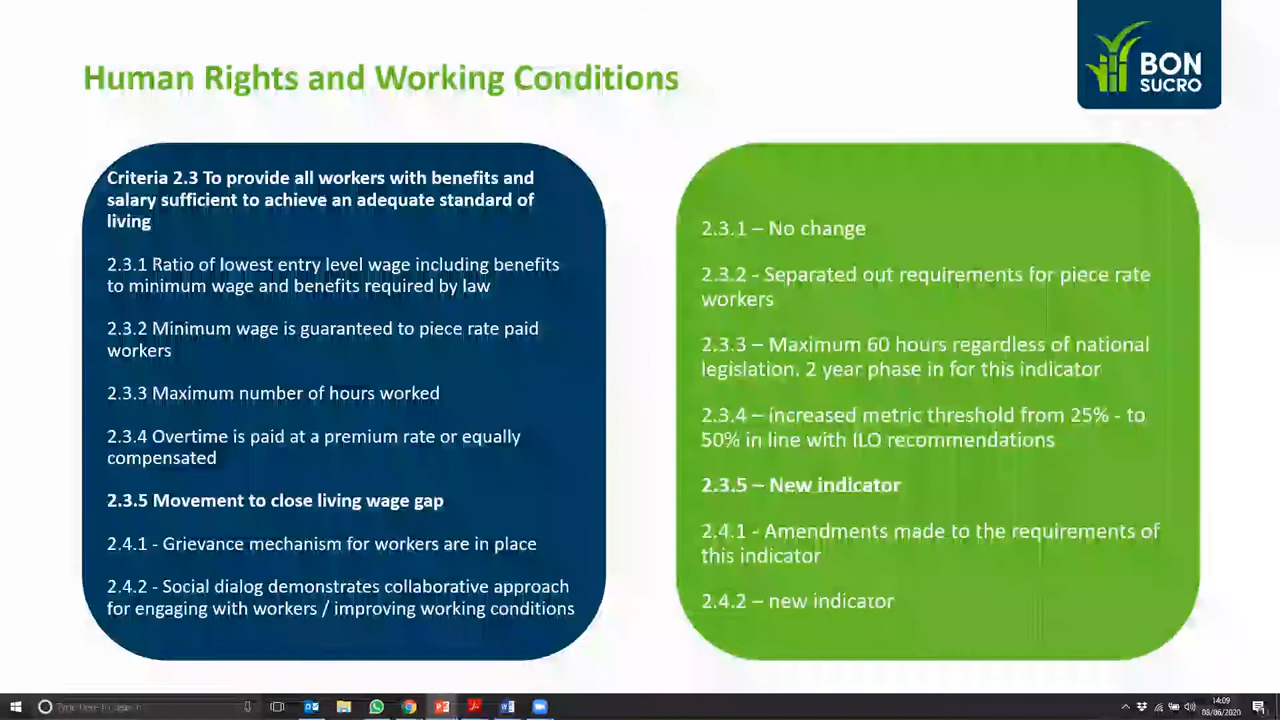 Human Rights and Working Conditions
BON
SUCRO
Criteria 2.3 To provide all workers with benefits and
salary sufficient to achieve an adequate standard of
living
2.3.1 Ratio of lowest entry level wage including benefits
to minimum wage and benefits required by law
2.3.2 Minimum wage is guaranteed to piece rate paid
workers
2.3.3 Maximum number of hours worked
2.3.4 Overtime is paid at a premium rate or equally
compensated
2.3.5 Movement to close living wage gap
2.4.1 - Grievance mechanism for workers are in place
2.4.2 - Social dialog demonstrates collaborative approach
for engaging with workers / improving working conditions
2.3.1 – No change
2.3.2 - Separated out requirements for piece rate
workers
2.3.3 – Maximum 60 hours regardless of national
legislation. 2 year phase in for this indicator
2.3.4 – increased metric threshold from 25% - to
50% in line with ILO recommendations
2.3.5 – New indicator
2.4.1 - Amendments made to the requirements of
this indicator
2.4.2 – new indicator
Type here to search
14:09
08/06/2020